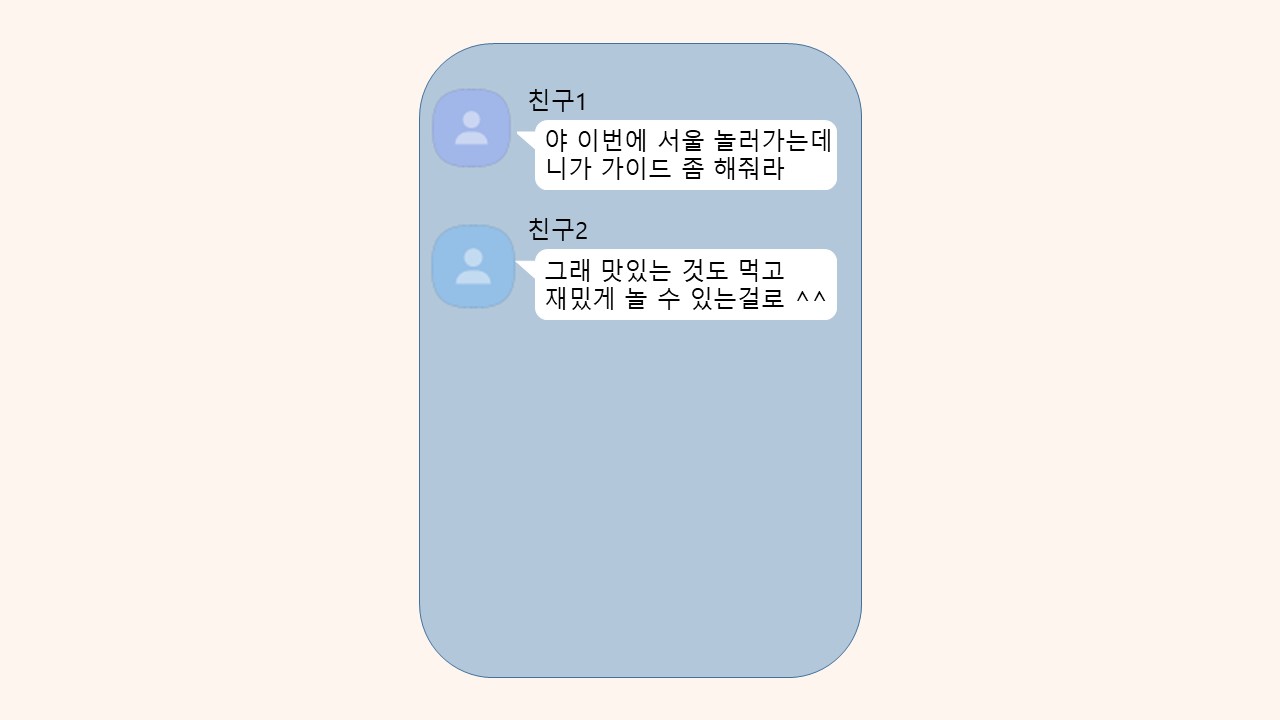 친구1
야 이번에 서울 놀러가는데
니가 가이드 좀 해줘라
친구2
그래 맛있는 것도 먹고
재밌게 놀 수 있는걸로 ^^